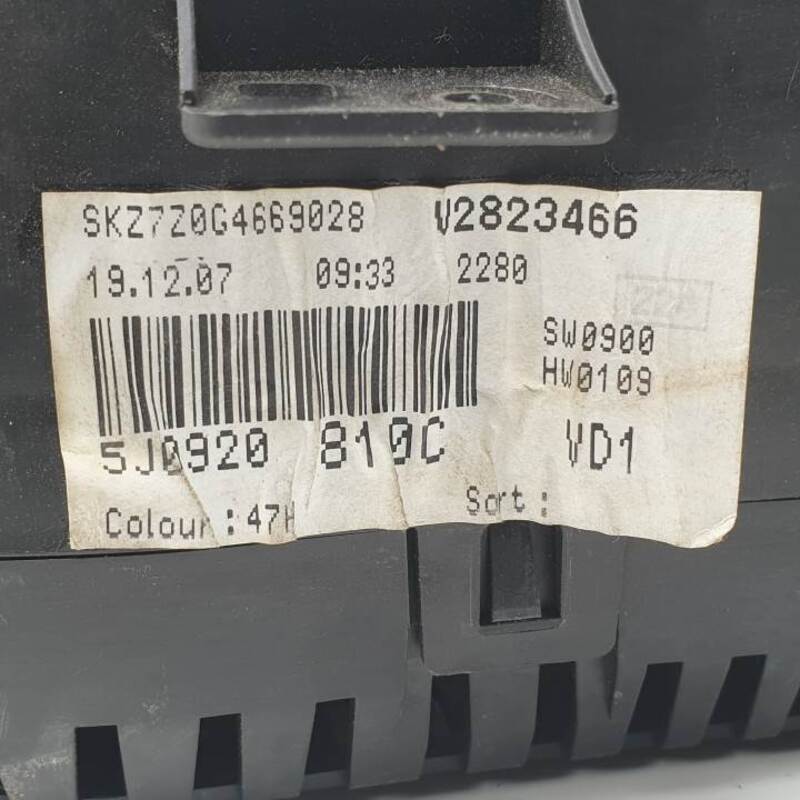 SKZ7Z0G4669028 V2823466
19.12.07 09:33 2280
SW0900
HW0109
5J0920 810C VD1
Colour:47H Sort: